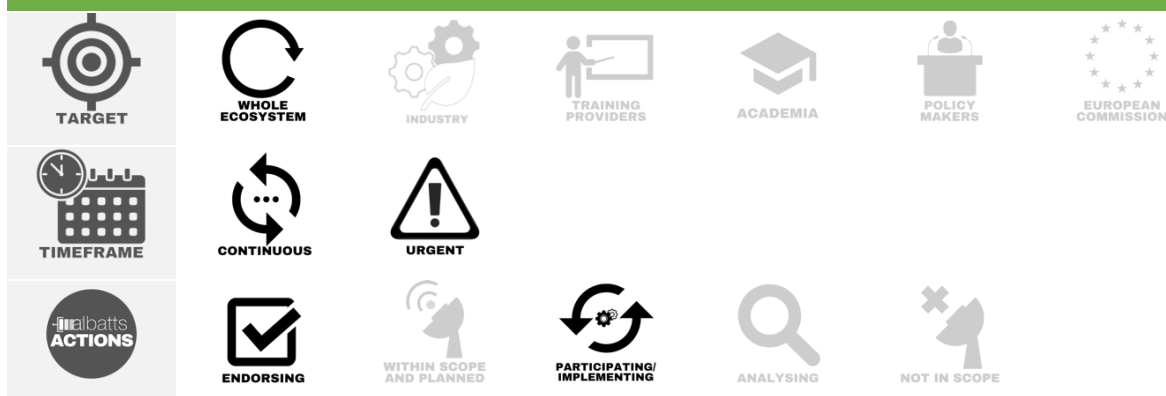 TARGET
WHOLE
ECOSYSTEM
INDUSTRY
TRAINING
PROVIDERS
ACADEMIA
POLICY
MAKERS
EUROPEAN
COMMISSION
TIMEFRAME
CONTINUOUS
URGENT
albatts
ACTIONS
ENDORSING
WITHIN SCOPE
AND PLANNED
PARTICIPATING/
IMPLEMENTING
ANALYSING
NOT IN SCOPE